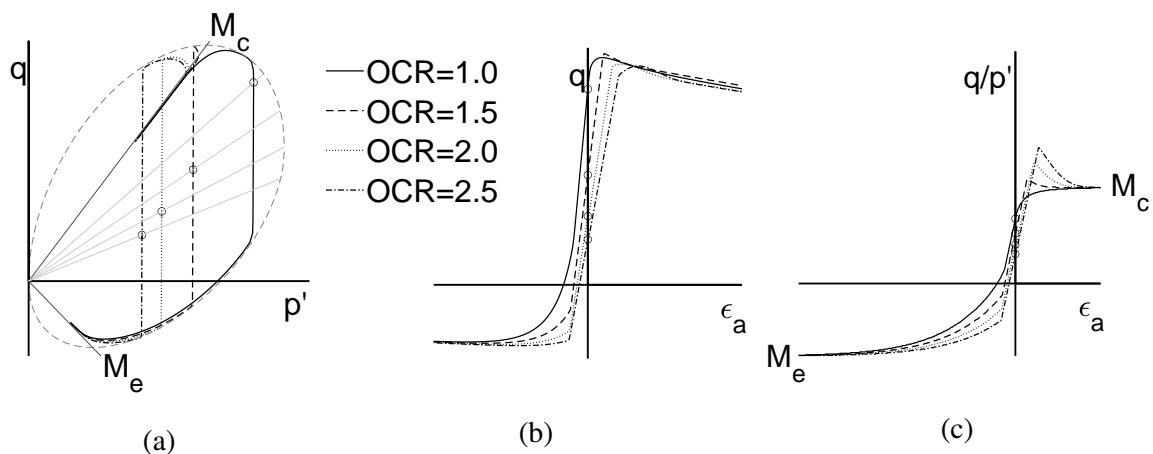 q
M_c
p'
M_e
(a)
OCR=1.0
OCR=1.5
OCR=2.0
OCR=2.5
q
ϵ_a
(b)
q/p'
M_c
ϵ_a
M_e
(c)